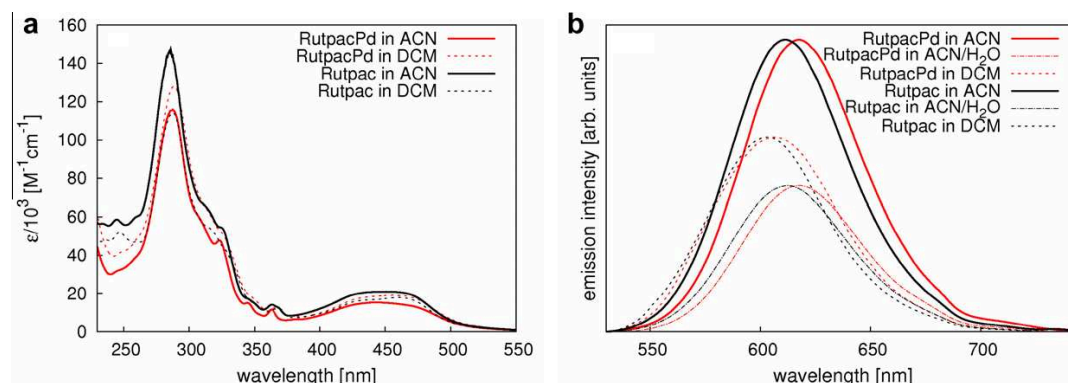 a
160
140
120
100
80
60
40
20
0
ε/10³ [M⁻¹cm⁻¹]
RutpacPd in ACN
RutpacPd in DCM
Rutpac in ACN
Rutpac in DCM
250 300 350 400 450 500 550
wavelength [nm]
b
emission intensity [arb. units]
RutpacPd in ACN
RutpacPd in ACN/H₂O
RutpacPd in DCM
Rutpac in ACN
Rutpac in ACN/H₂O
Rutpac in DCM
550 600 650 700
wavelength [nm]